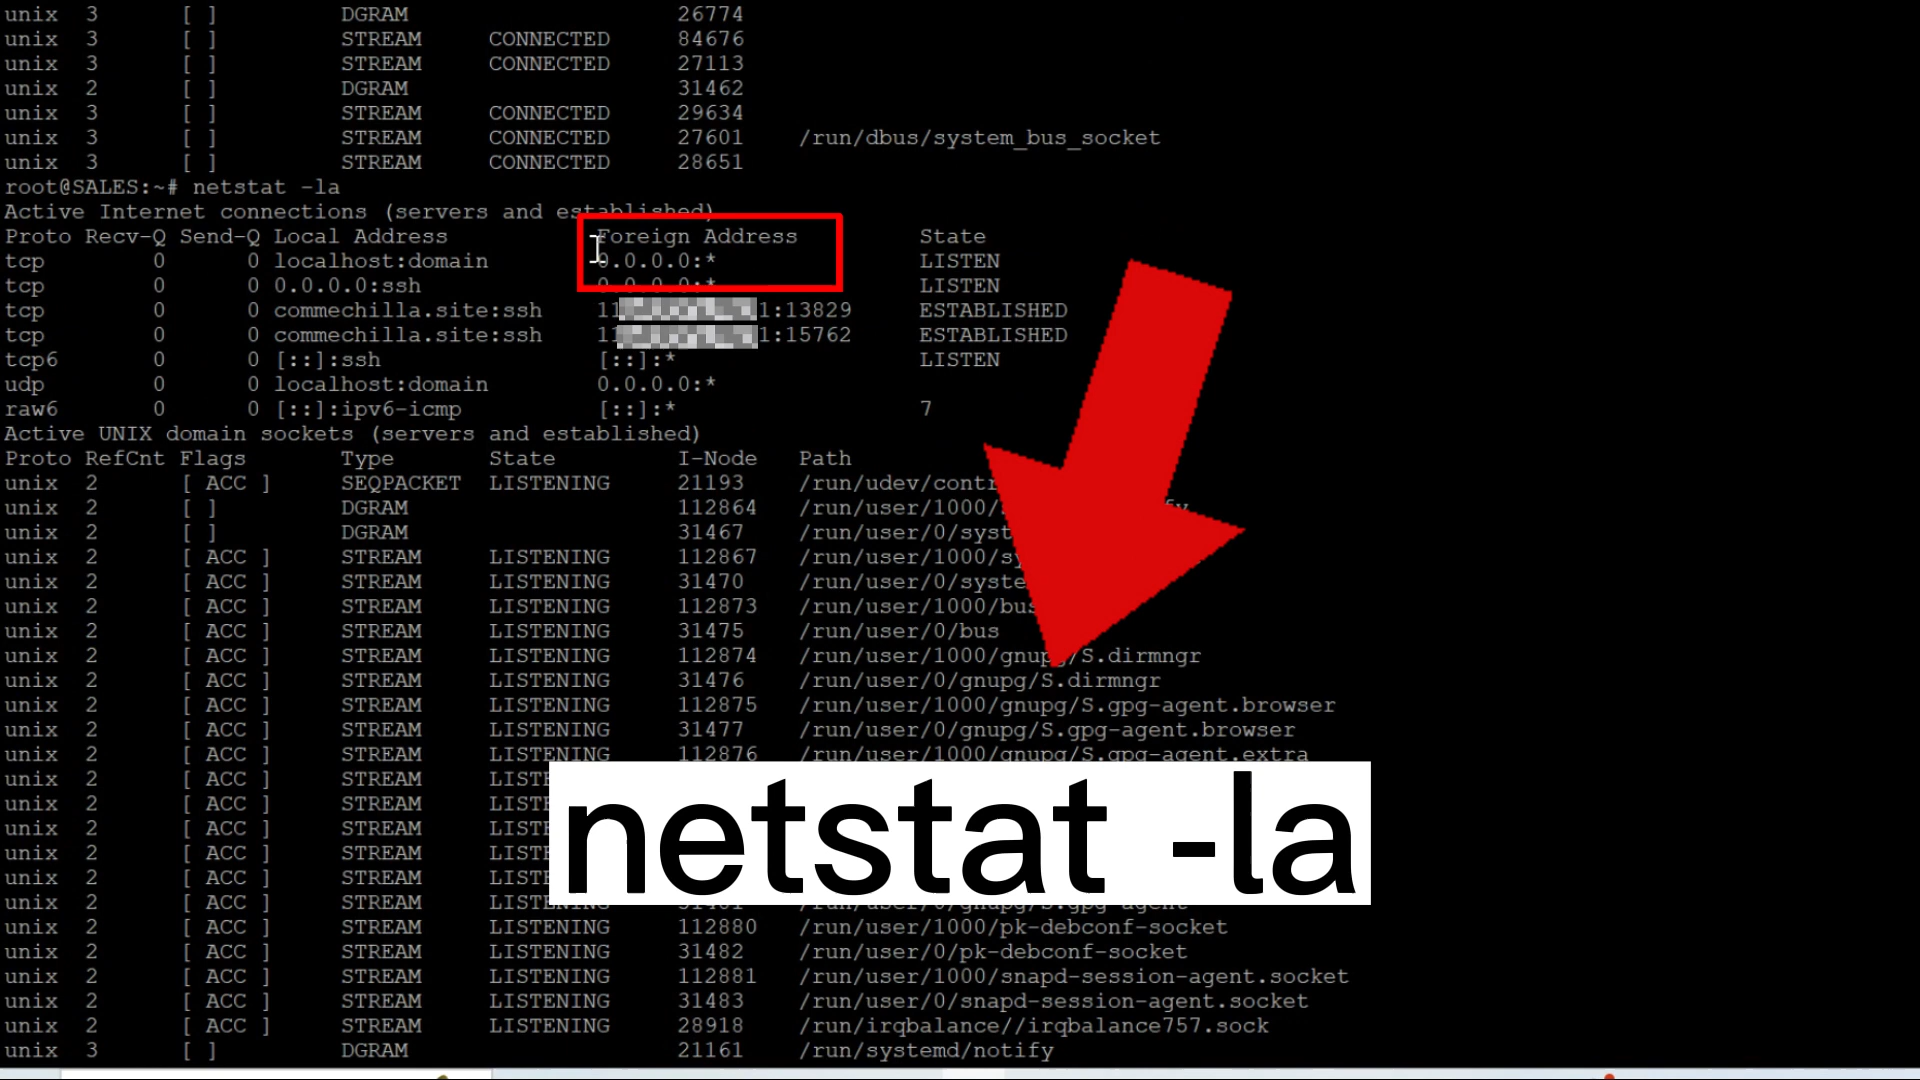 unix 3 [ ] DGRAM 26774
unix 3 [ ] STREAM CONNECTED 84676
unix 3 [ ] STREAM CONNECTED 27113
unix 2 [ ] DGRAM 31462
unix 3 [ ] STREAM CONNECTED 29634
unix 3 [ ] STREAM CONNECTED 27601 /run/dbus/system_bus_socket
unix 3 [ ] STREAM CONNECTED 28651
root@SALES:~# netstat -la
Active Internet connections (servers and established)
Proto Recv-Q Send-Q Local Address Foreign Address State
tcp 0 0 localhost:domain 0.0.0.0:* LISTEN
tcp 0 0 0.0.0.0:ssh 0.0.0.0:* LISTEN
tcp 0 0 commechilla.site:ssh 11 1:13829 ESTABLISHED
tcp 0 0 commechilla.site:ssh 11 1:15762 ESTABLISHED
tcp6 0 0 [::]:ssh [::]:* LISTEN
udp 0 0 localhost:domain 0.0.0.0:*
raw6 0 0 [::]:ipv6-icmp [::]:* 7
Active UNIX domain sockets (servers and established)
Proto RefCnt Flags Type State I-Node Path
unix 2 [ ACC ] SEQPACKET LISTENING 21193 /run/udev/contr
unix 2 [ ] DGRAM 112864 /run/user/1000/
unix 2 [ ] DGRAM 31467 /run/user/0/syst
unix 2 [ ACC ] STREAM LISTENING 112867 /run/user/1000/sy
unix 2 [ ACC ] STREAM LISTENING 31470 /run/user/0/syste
unix 2 [ ACC ] STREAM LISTENING 112873 /run/user/1000/bus
unix 2 [ ACC ] STREAM LISTENING 31475 /run/user/0/bus
unix 2 [ ACC ] STREAM LISTENING 112874 /run/user/1000/gnupg/S.dirmngr
unix 2 [ ACC ] STREAM LISTENING 31476 /run/user/0/gnupg/S.dirmngr
unix 2 [ ACC ] STREAM LISTENING 112875 /run/user/1000/gnupg/S.gpg-agent.browser
unix 2 [ ACC ] STREAM LISTENING 31477 /run/user/0/gnupg/S.gpg-agent.browser
unix 2 [ ACC ] STREAM LISTENING 112876 /run/user/1000/gnupg/S.gpg-agent.extra
unix 2 [ ACC ] STREAM LISTE
unix 2 [ ACC ] STREAM LISTE
unix 2 [ ACC ] STREAM LISTE
netstat -la
unix 2 [ ACC ] STREAM LISTE
unix 2 [ ACC ] STREAM LISTE
unix 2 [ ACC ] STREAM LISTENING
unix 2 [ ACC ] STREAM LISTENING 112880 /run/user/1000/pk-debconf-socket
unix 2 [ ACC ] STREAM LISTENING 31482 /run/user/0/pk-debconf-socket
unix 2 [ ACC ] STREAM LISTENING 112881 /run/user/1000/snapd-session-agent.socket
unix 2 [ ACC ] STREAM LISTENING 31483 /run/user/0/snapd-session-agent.socket
unix 2 [ ACC ] STREAM LISTENING 28918 /run/irqbalance//irqbalance757.sock
unix 3 [ ] DGRAM 21161 /run/systemd/notify